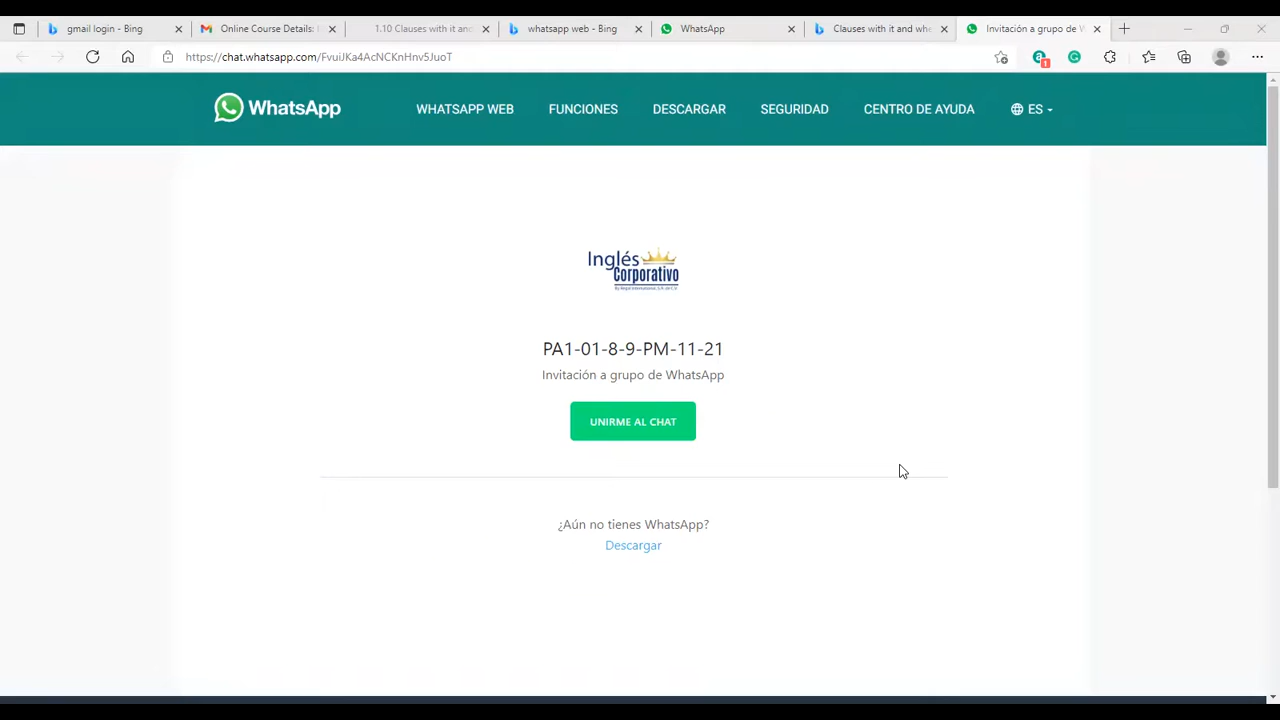 gmail login - Bing
Online Course Details:
1.10 Clauses with it and
whatsapp web - Bing
WhatsApp
Clauses with it and whe
Invitación a grupo de W
https://chat.whatsapp.com/FvuiJKa4AcNCKnHnv5JuoT
1
WhatsApp
WHATSAPP WEB
FUNCIONES
DESCARGAR
SEGURIDAD
CENTRO DE AYUDA
ES
Inglés
Corporativo
PA1-01-8-9-PM-11-21
Invitación a grupo de WhatsApp
UNIRME AL CHAT
¿Aún no tienes WhatsApp?
Descargar